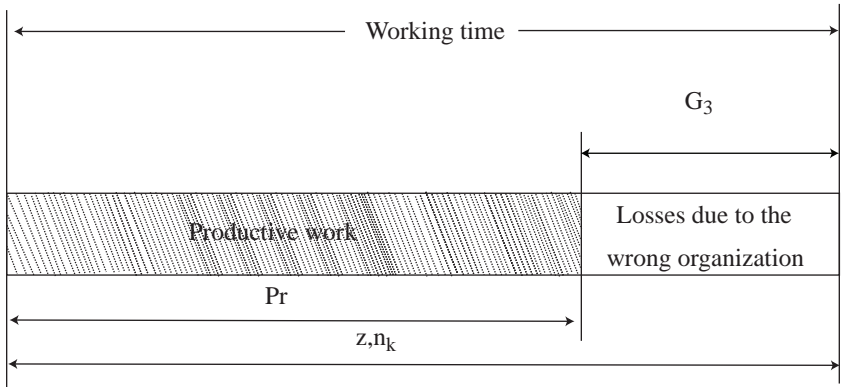 Working time
G₃
Losses due to the
Productive work
wrong organization
Pr
z,nₖ